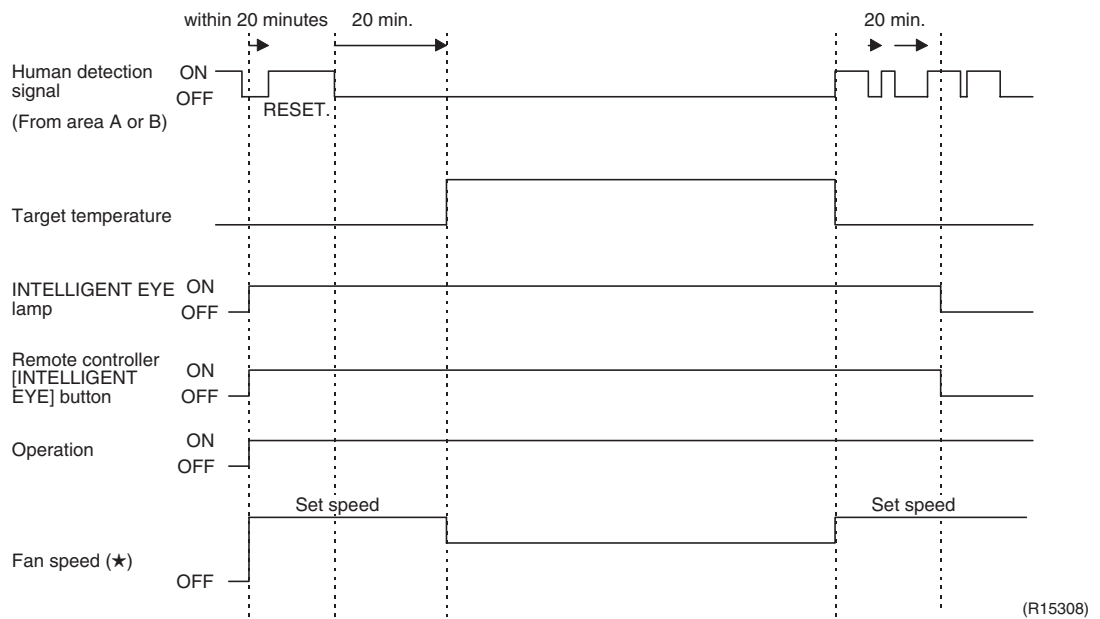 within 20 minutes 20 min. 20 min.
Human detection
signal
ON
OFF
RESET.
(From area A or B)
Target temperature
INTELLIGENT EYE
lamp
ON
OFF
Remote controller
[INTELLIGENT
EYE] button
ON
OFF
Operation
ON
OFF
Set speed Set speed
Fan speed (★)
OFF
(R15308)